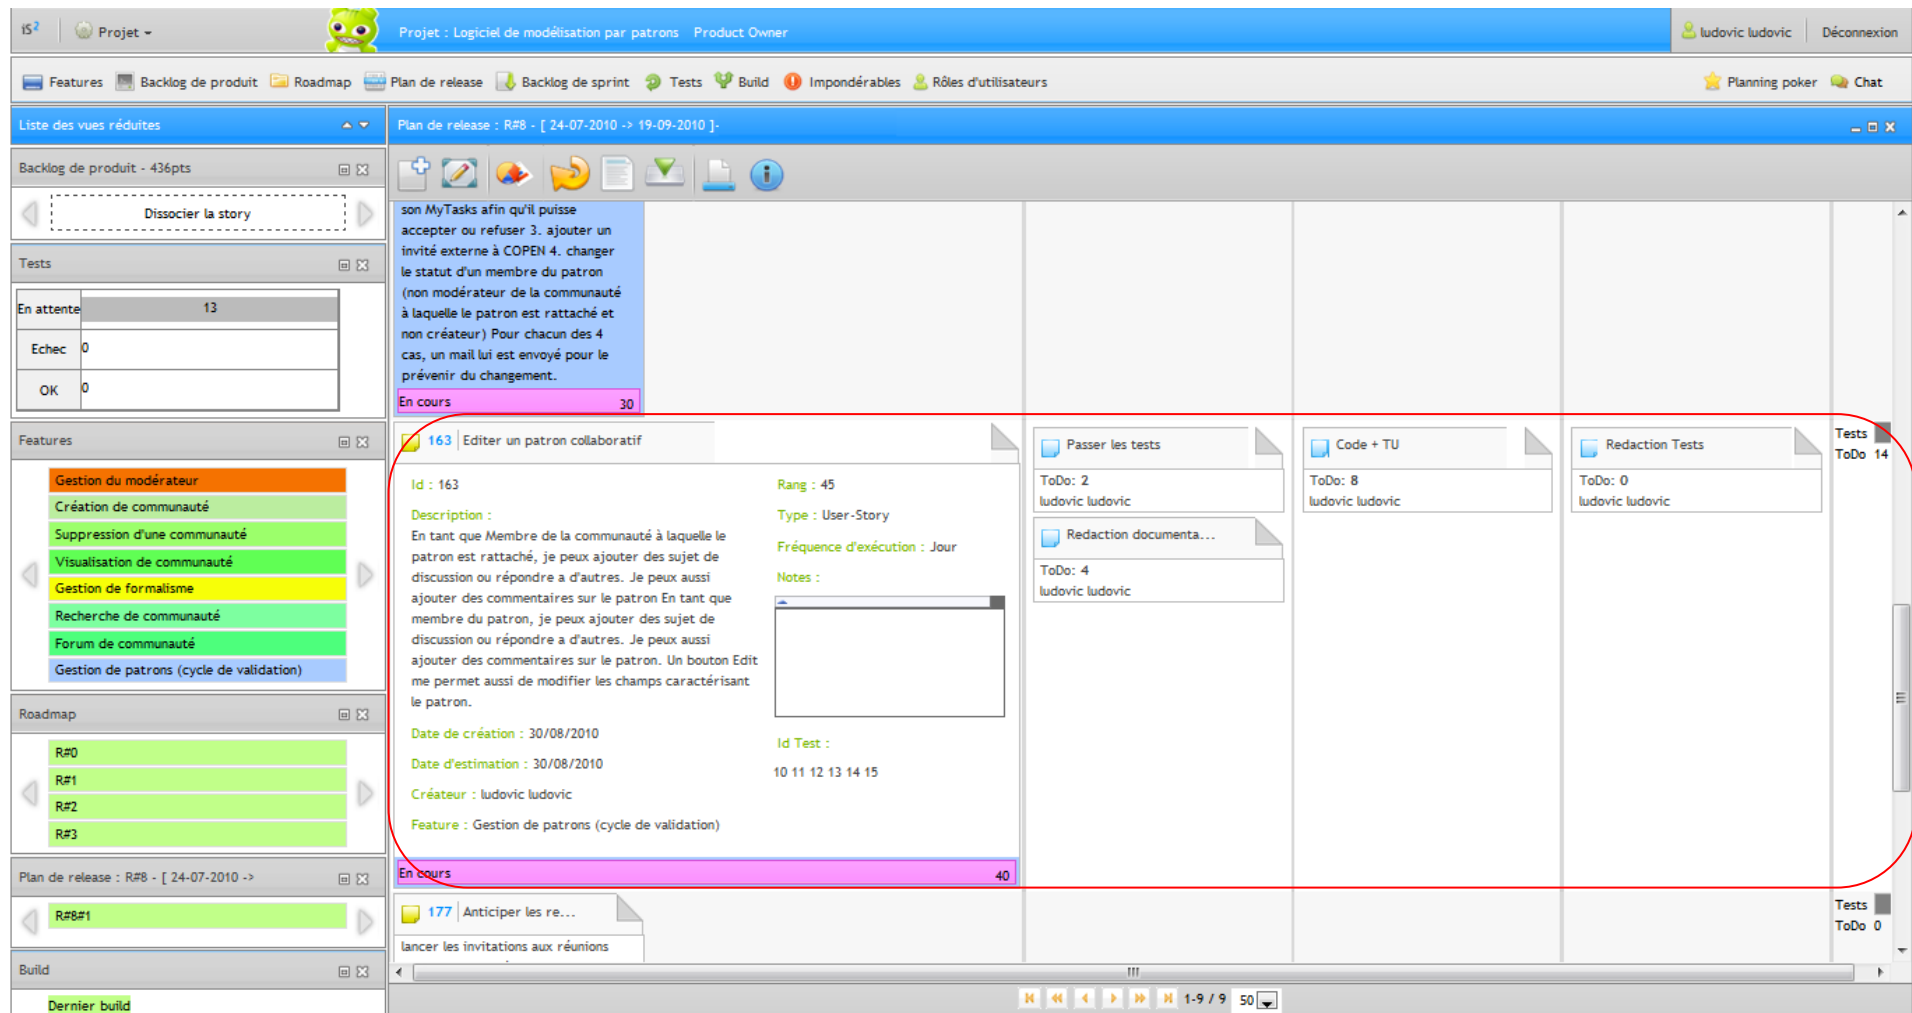 iS²
Projet
Projet : Logiciel de modélisation par patrons Product Owner
ludovic ludovic
Déconnexion
Features
Backlog de produit
Roadmap
Plan de release
Backlog de sprint
Tests
Build
Impondérables
Rôles d'utilisateurs
Planning poker
Chat
Liste des vues réduites
Backlog de produit - 436pts
Dissocier la story
Tests
En attente 13
Echec 0
OK 0
Features
Gestion du modérateur
Création de communauté
Suppression d'une communauté
Visualisation de communauté
Gestion de formalisme
Recherche de communauté
Forum de communauté
Gestion de patrons (cycle de validation)
Roadmap
R#0
R#1
R#2
R#3
Plan de release : R#8 - [ 24-07-2010 ->
R#8#1
Build
Dernier build
Plan de release : R#8 - [ 24-07-2010 -> 19-09-2010 ]-
son MyTasks afin qu'il puisse
accepter ou refuser 3. ajouter un
invité externe à COPEN 4. changer
le statut d'un membre du patron
(non modérateur de la communauté
à laquelle le patron est rattaché et
non créateur) Pour chacun des 4
cas, un mail lui est envoyé pour le
prévenir du changement.
En cours 30
163 Editer un patron collaboratif
Id : 163
Description :
En tant que Membre de la communauté à laquelle le
patron est rattaché, je peux ajouter des sujet de
discussion ou répondre a d'autres. Je peux aussi
ajouter des commentaires sur le patron En tant que
membre du patron, je peux ajouter des sujet de
discussion ou répondre a d'autres. Je peux aussi
ajouter des commentaires sur le patron. Un bouton Edit
me permet aussi de modifier les champs caractérisant
le patron.
Date de création : 30/08/2010
Date d'estimation : 30/08/2010
Créateur : ludovic ludovic
Feature : Gestion de patrons (cycle de validation)
Rang : 45
Type : User-Story
Fréquence d'exécution : Jour
Notes :
Id Test :
10 11 12 13 14 15
En cours 40
Passer les tests
ToDo: 2
ludovic ludovic
Redaction documenta...
ToDo: 4
ludovic ludovic
Code + TU
ToDo: 8
ludovic ludovic
Redaction Tests
ToDo: 0
ludovic ludovic
Tests
ToDo 14
177 Anticiper les re...
lancer les invitations aux réunions
Tests
ToDo 0
1-9 / 9 50